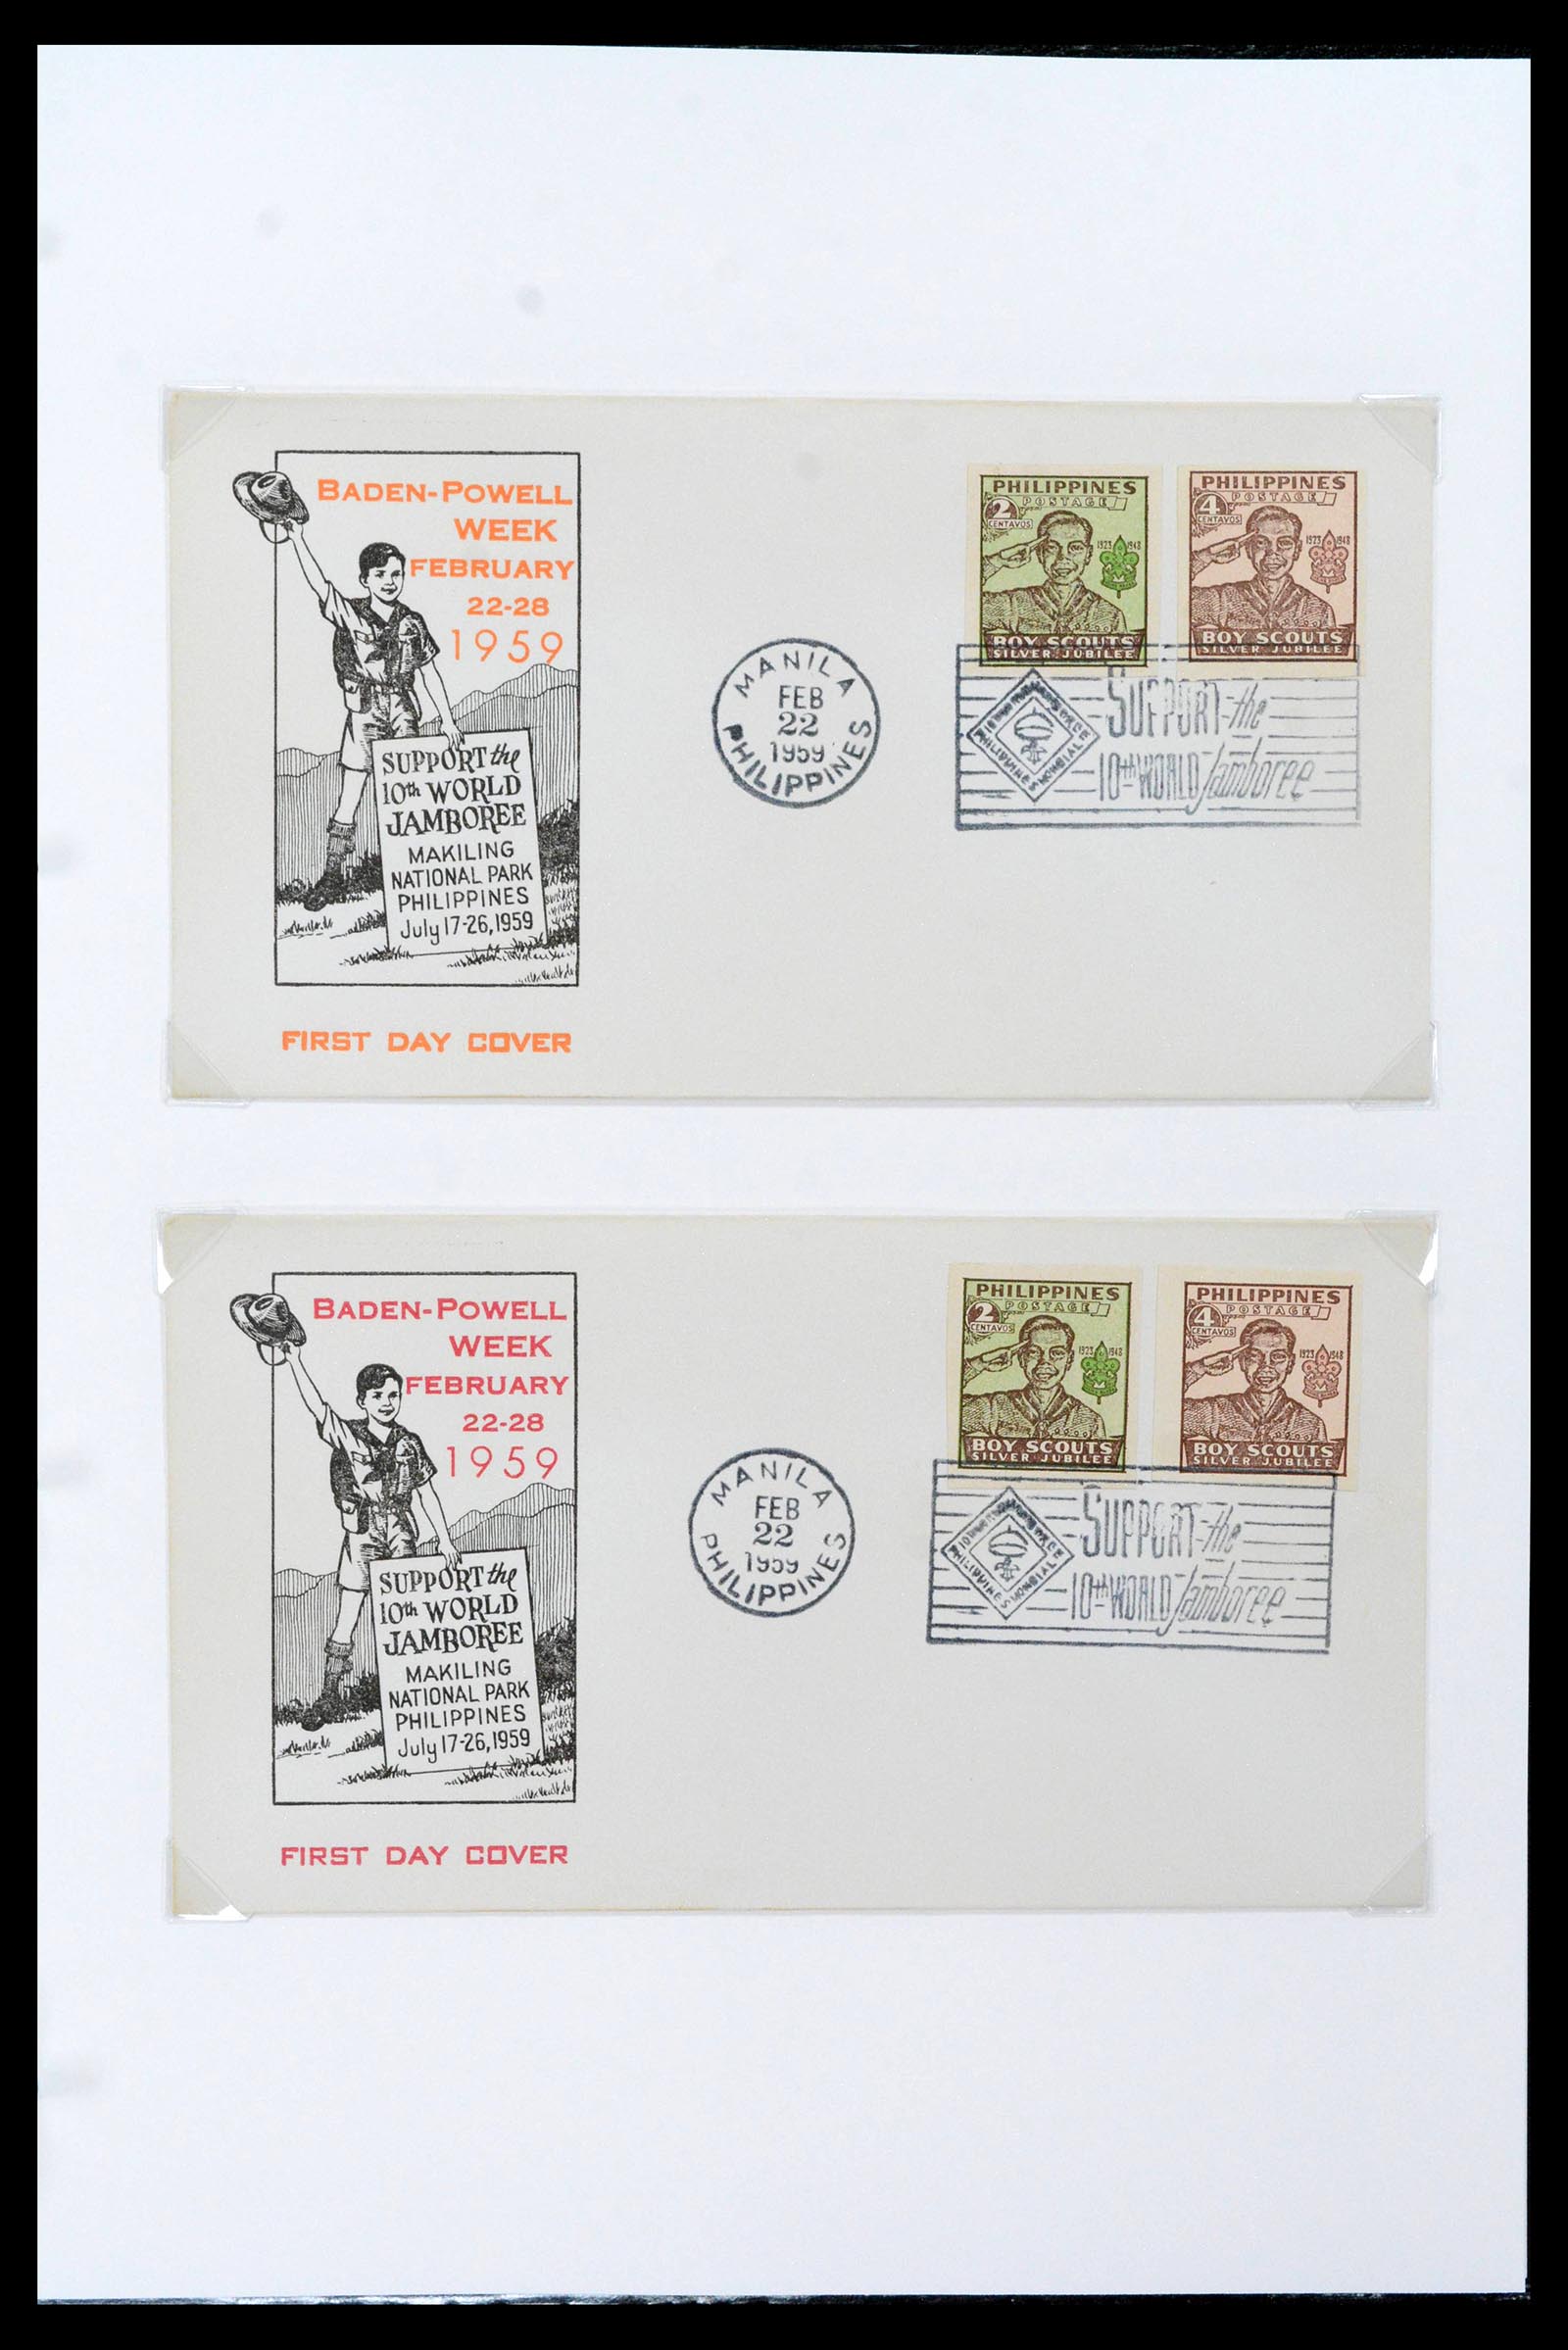 BADEN-POWELL
WEEK
FEBRUARY
22-28
1959
SUPPORT the
10th WORLD
JAMBOREE
MAKILING
NATIONAL PARK
PHILIPPINES
July 17-26, 1959
FIRST DAY COVER
MANILA
FEB
22
1959
PHILIPPINES
PHILIPPINES
POSTAGE
2
CENTAVOS
1923 1948
BOY SCOUTS
SILVER JUBILEE
PHILIPPINES
POSTAGE
4
CENTAVOS
1923 1948
BOY SCOUTS
SILVER JUBILEE
PHILIPPINES MONDIAL
SUPPORT the
10th WORLD Jamboree
BADEN-POWELL
WEEK
FEBRUARY
22-28
1959
SUPPORT the
10th WORLD
JAMBOREE
MAKILING
NATIONAL PARK
PHILIPPINES
July 17-26, 1959
FIRST DAY COVER
MANILA
FEB
22
1959
PHILIPPINES
PHILIPPINES
POSTAGE
2
CENTAVOS
1923 1948
BOY SCOUTS
SILVER JUBILEE
PHILIPPINES
POSTAGE
4
CENTAVOS
1923 1948
BOY SCOUTS
SILVER JUBILEE
PHILIPPINES MONDIALE
SUPPORT the
10th WORLD Jamboree